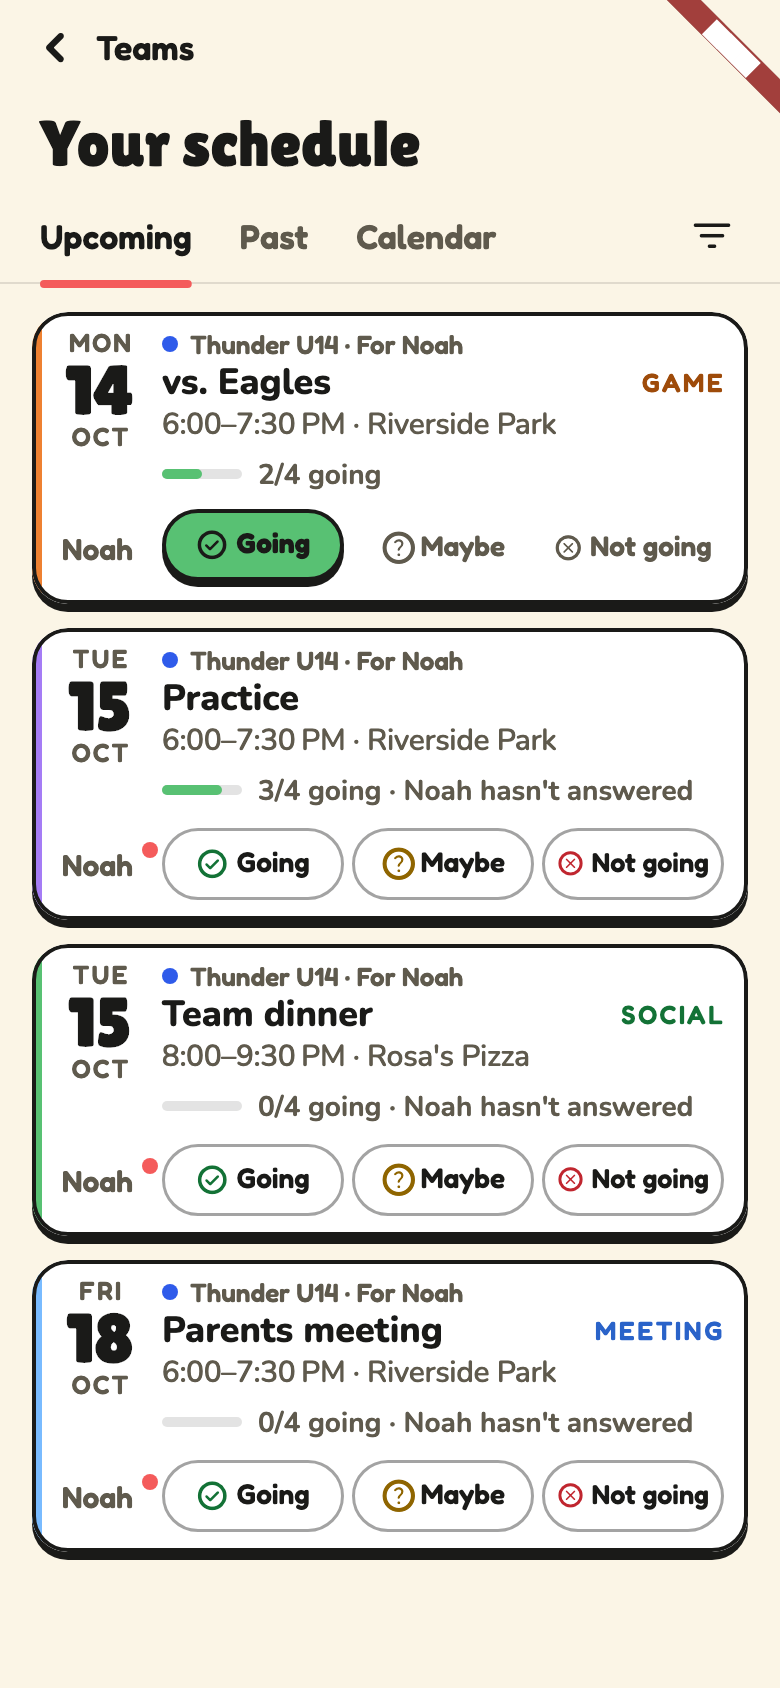 Teams
Your schedule
Upcoming Past Calendar
MON
14
OCT
Thunder U14 · For Noah
vs. Eagles
GAME
6:00–7:30 PM · Riverside Park
2/4 going
Noah
Going
Maybe
Not going
TUE
15
OCT
Thunder U14 · For Noah
Practice
6:00–7:30 PM · Riverside Park
3/4 going · Noah hasn't answered
Noah
Going
Maybe
Not going
TUE
15
OCT
Thunder U14 · For Noah
Team dinner
SOCIAL
8:00–9:30 PM · Rosa's Pizza
0/4 going · Noah hasn't answered
Noah
Going
Maybe
Not going
FRI
18
OCT
Thunder U14 · For Noah
Parents meeting
MEETING
6:00–7:30 PM · Riverside Park
0/4 going · Noah hasn't answered
Noah
Going
Maybe
Not going